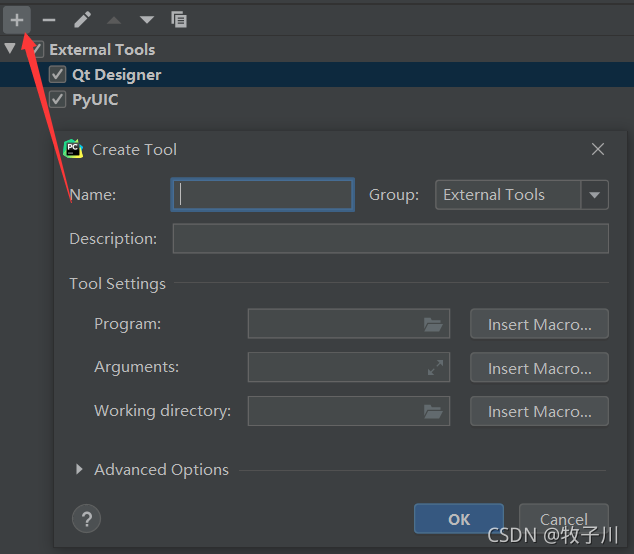 External Tools
Qt Designer
PyUIC
PC
Create Tool
Name:
Group: External Tools
Description:
Tool Settings
Program: Insert Macro...
Arguments: Insert Macro...
Working directory: Insert Macro...
Advanced Options
? OK Cancel
CSDN @牧子川